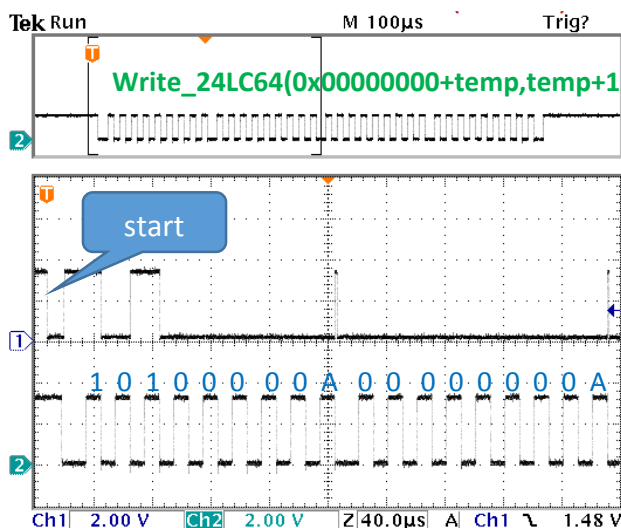 Tek Run M 100µs Trig?
T
Write_24LC64(0x00000000+temp,temp+1
2
T
start
1
1 0 1 0 0 0 0 0 A 0 0 0 0 0 0 0 0 A
2
Ch1 2.00 V Ch2 2.00 V Z 40.0µs A Ch1 1.48 V